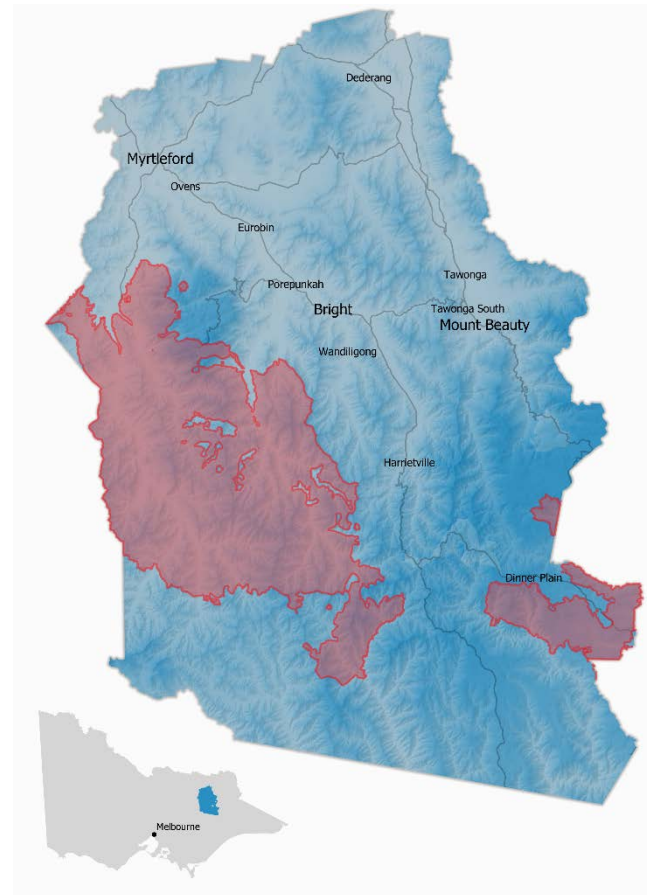 Dederang
Myrtleford
Ovens
Eurobin
Tawonga
Porepunkah
Bright
Tawonga South
Mount Beauty
Wandiligong
Harrietville
Dinner Plain
Melbourne